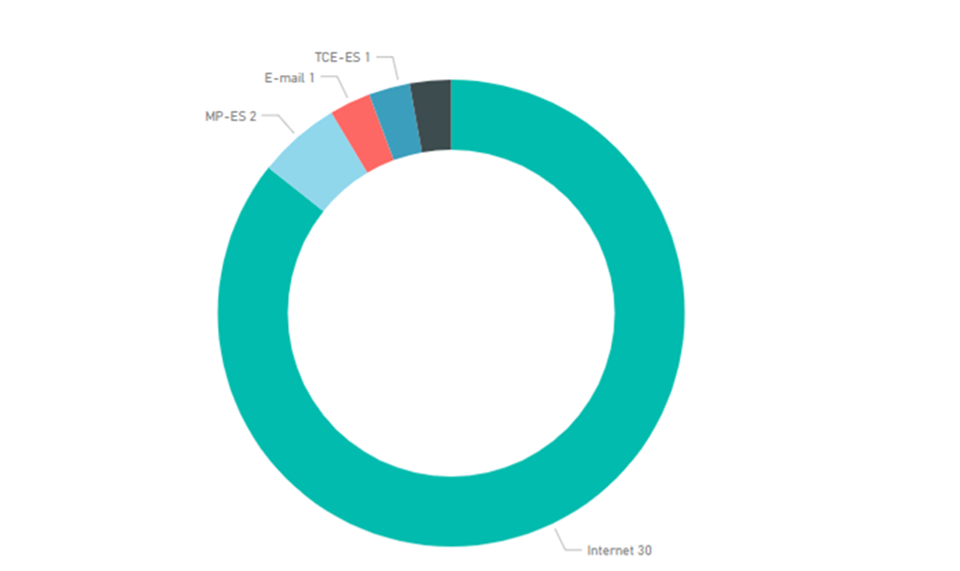 TCE-ES 1
E-mail 1
MP-ES 2
Internet 30